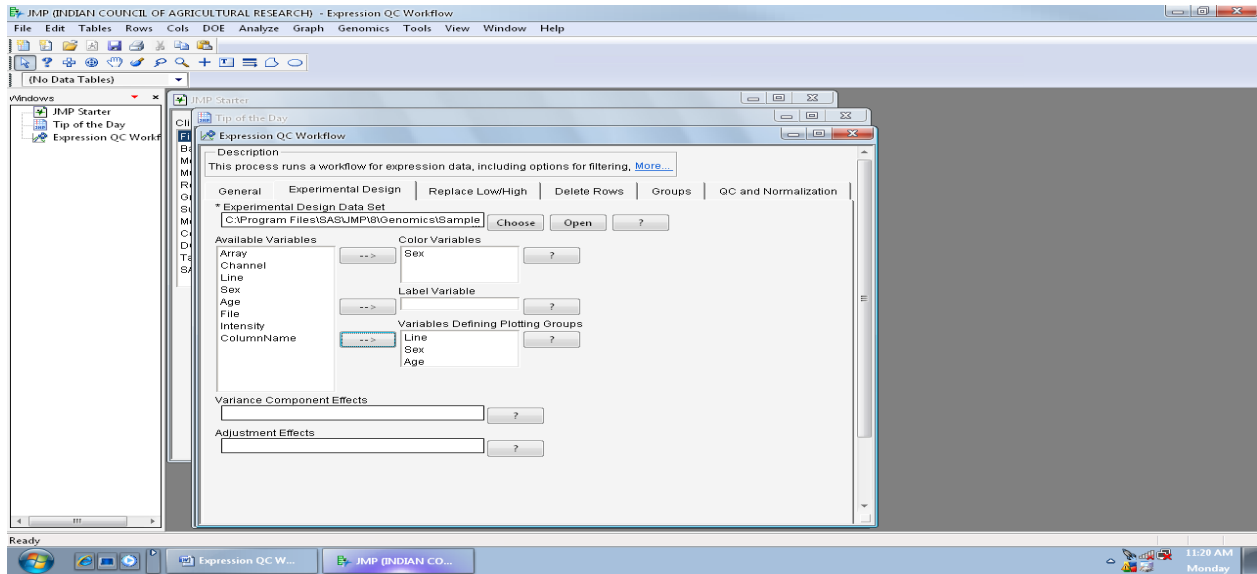 JMP (INDIAN COUNCIL OF AGRICULTURAL RESEARCH) - Expression QC Workflow
File Edit Tables Rows Cols DOE Analyze Graph Genomics Tools View Window Help
(No Data Tables)
Windows
JMP Starter
Tip of the Day
Expression QC Workf
JMP Starter
Cli
Tip of the Day
Fi
Ba
Expression QC Workflow
Description
This process runs a workflow for expression data, including options for filtering, More...
General Experimental Design Replace Low/High Delete Rows Groups QC and Normalization
* Experimental Design Data Set
C:\Program Files\SAS\JMP\8\Genomics\Sample Choose Open ?
Available Variables Color Variables
Array --> Sex ?
Channel
Line
Sex Label Variable
Age --> ?
File
Intensity Variables Defining Plotting Groups
ColumnName --> Line ?
Sex
Age
Variance Component Effects
?
Adjustment Effects
?
Ready
Expression QC W... JMP (INDIAN CO... 11:20 AM
Monday